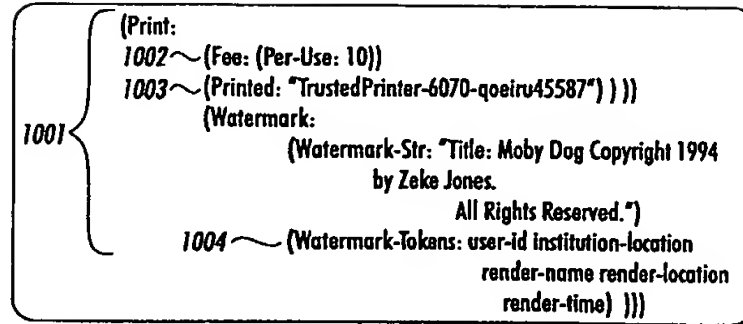 (Print:
1002 (Fee: (Per-Use: 10))
1003 (Printed: "TrustedPrinter-6070-qoeiru45587") ) ))
(Watermark:
1001
(Watermark-Str: "Title: Moby Dog Copyright 1994
by Zeke Jones.
All Rights Reserved.")
1004 (Watermark-Tokens: user-id institution-location
render-name render-location
render-time) )))